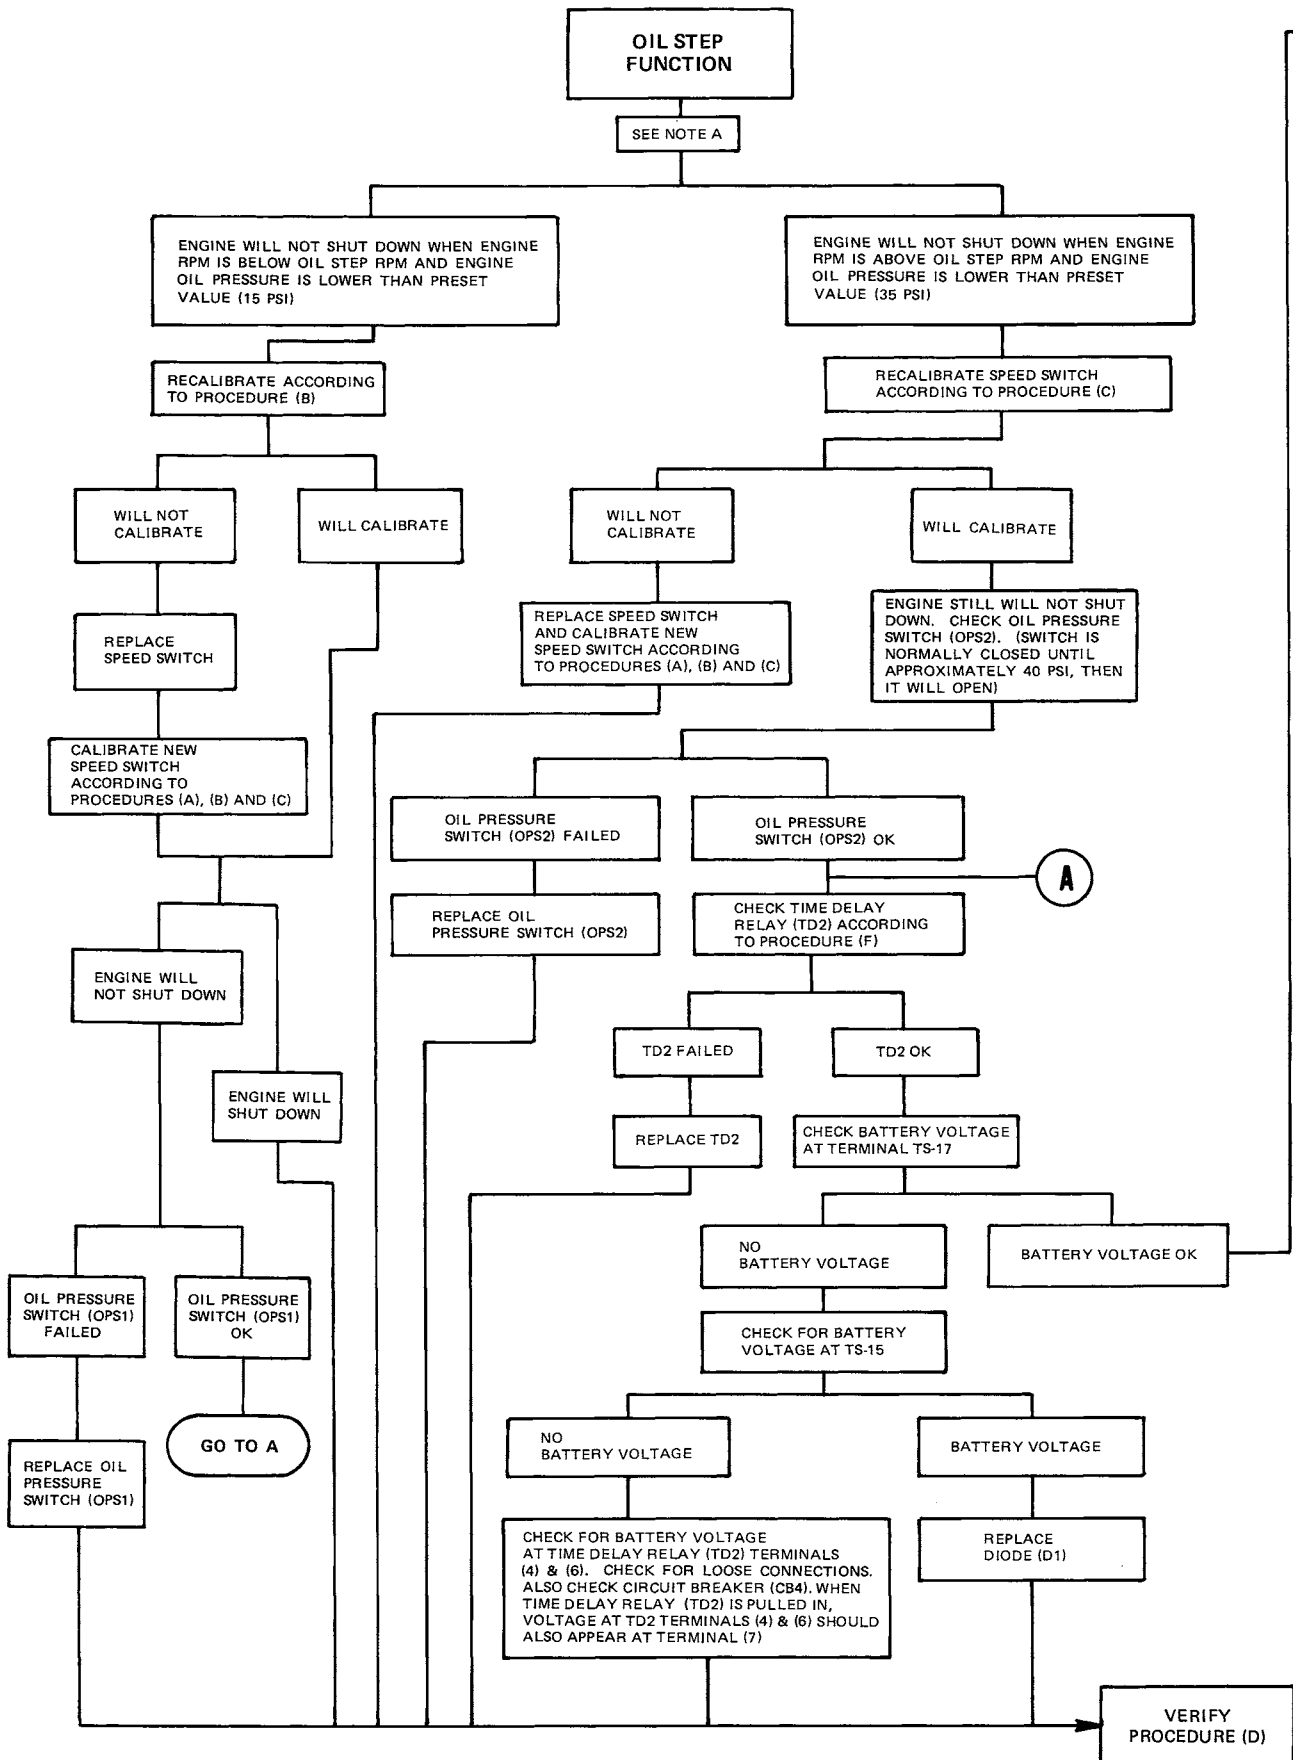 OIL STEP
FUNCTION
SEE NOTE A
ENGINE WILL NOT SHUT DOWN WHEN ENGINE
RPM IS BELOW OIL STEP RPM AND ENGINE
OIL PRESSURE IS LOWER THAN PRESET
VALUE (15 PSI)
ENGINE WILL NOT SHUT DOWN WHEN ENGINE
RPM IS ABOVE OIL STEP RPM AND ENGINE
OIL PRESSURE IS LOWER THAN PRESET
VALUE (35 PSI)
RECALIBRATE ACCORDING
TO PROCEDURE (B)
RECALIBRATE SPEED SWITCH
ACCORDING TO PROCEDURE (C)
WILL NOT
CALIBRATE
WILL CALIBRATE
WILL NOT
CALIBRATE
WILL CALIBRATE
REPLACE
SPEED SWITCH
REPLACE SPEED SWITCH
AND CALIBRATE NEW
SPEED SWITCH ACCORDING
TO PROCEDURES (A), (B) AND (C)
ENGINE STILL WILL NOT SHUT
DOWN. CHECK OIL PRESSURE
SWITCH (OPS2). (SWITCH IS
NORMALLY CLOSED UNTIL
APPROXIMATELY 40 PSI, THEN
IT WILL OPEN)
CALIBRATE NEW
SPEED SWITCH
ACCORDING TO
PROCEDURES (A), (B) AND (C)
OIL PRESSURE
SWITCH (OPS2) FAILED
OIL PRESSURE
SWITCH (OPS2) OK
A
REPLACE OIL
PRESSURE SWITCH (OPS2)
CHECK TIME DELAY
RELAY (TD2) ACCORDING
TO PROCEDURE (F)
ENGINE WILL
NOT SHUT DOWN
TD2 FAILED
TD2 OK
ENGINE WILL
SHUT DOWN
REPLACE TD2
CHECK BATTERY VOLTAGE
AT TERMINAL TS-17
NO
BATTERY VOLTAGE
BATTERY VOLTAGE OK
OIL PRESSURE
SWITCH (OPS1)
FAILED
OIL PRESSURE
SWITCH (OPS1)
OK
CHECK FOR BATTERY
VOLTAGE AT TS-15
GO TO A
NO
BATTERY VOLTAGE
BATTERY VOLTAGE
REPLACE OIL
PRESSURE
SWITCH (OPS1)
CHECK FOR BATTERY VOLTAGE
AT TIME DELAY RELAY (TD2) TERMINALS
(4) & (6). CHECK FOR LOOSE CONNECTIONS.
ALSO CHECK CIRCUIT BREAKER (CB4). WHEN
TIME DELAY RELAY (TD2) IS PULLED IN,
VOLTAGE AT TD2 TERMINALS (4) & (6) SHOULD
ALSO APPEAR AT TERMINAL (7)
REPLACE
DIODE (D1)
VERIFY
PROCEDURE (D)